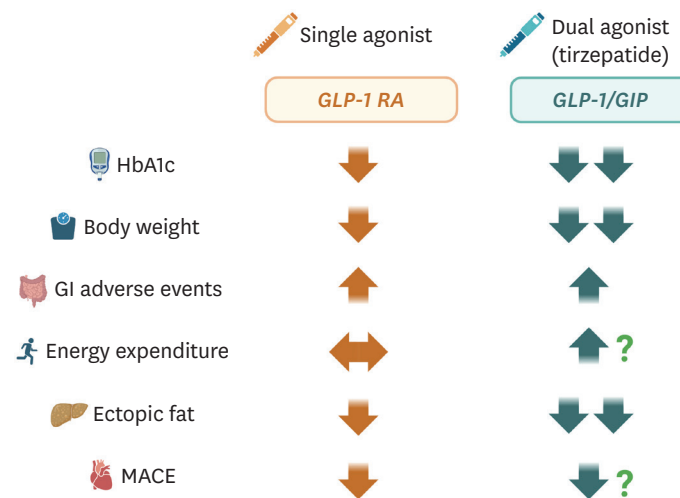 Single agonist
Dual agonist
(tirzepatide)
GLP-1 RA
GLP-1/GIP
HbA1c
Body weight
GI adverse events
Energy expenditure
?
Ectopic fat
MACE
?